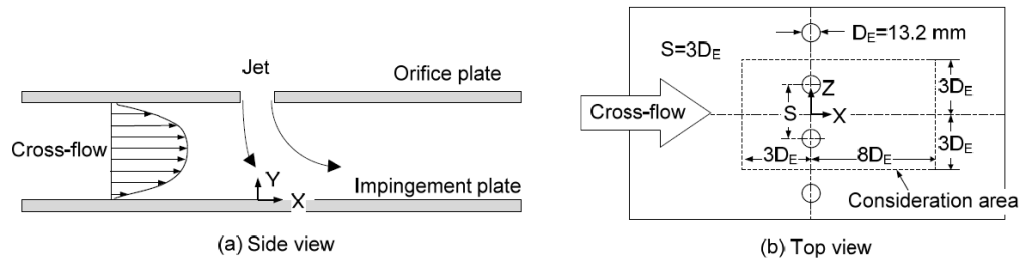 Jet
Orifice plate
Cross-flow
Y
Impingement plate
X
(a) Side view
D_E=13.2 mm
S=3D_E
Z
3D_E
Cross-flow
S
X
3D_E
3D_E
8D_E
Consideration area
(b) Top view